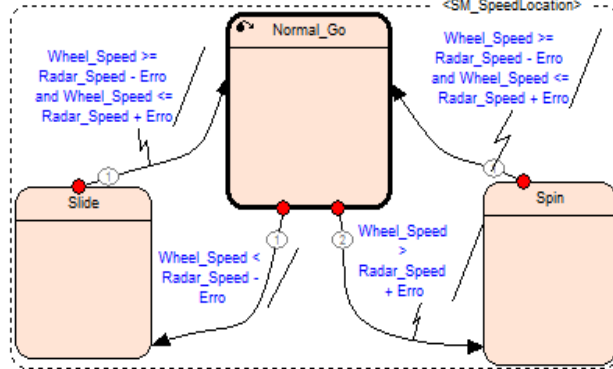 <SM_SpeedLocation>
Normal_Go
Wheel_Speed >=
Radar_Speed - Erro
and Wheel_Speed <=
Radar_Speed + Erro
1
Wheel_Speed >=
Radar_Speed - Erro
and Wheel_Speed <=
Radar_Speed + Erro
Slide
Spin
1
2
Wheel_Speed <
Radar_Speed -
Erro
Wheel_Speed
>
Radar_Speed
+ Erro